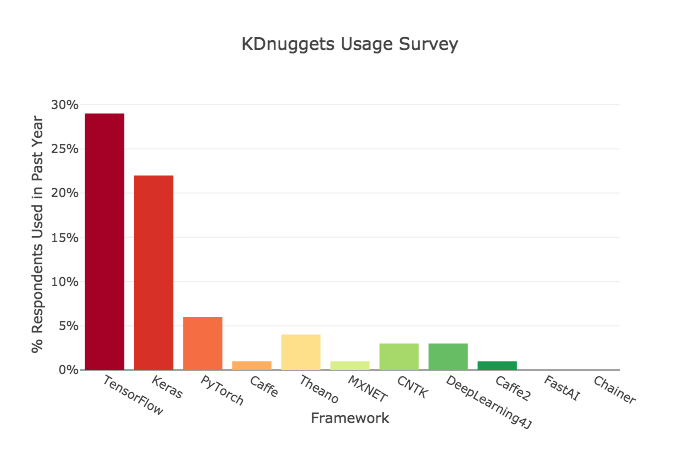 KDnuggets Usage Survey
% Respondents Used in Past Year
30%
25%
20%
15%
10%
5%
0%
TensorFlow
Keras
PyTorch
Caffe
Theano
MXNET
CNTK
DeepLearning4J
Caffe2
FastAI
Chainer
Framework